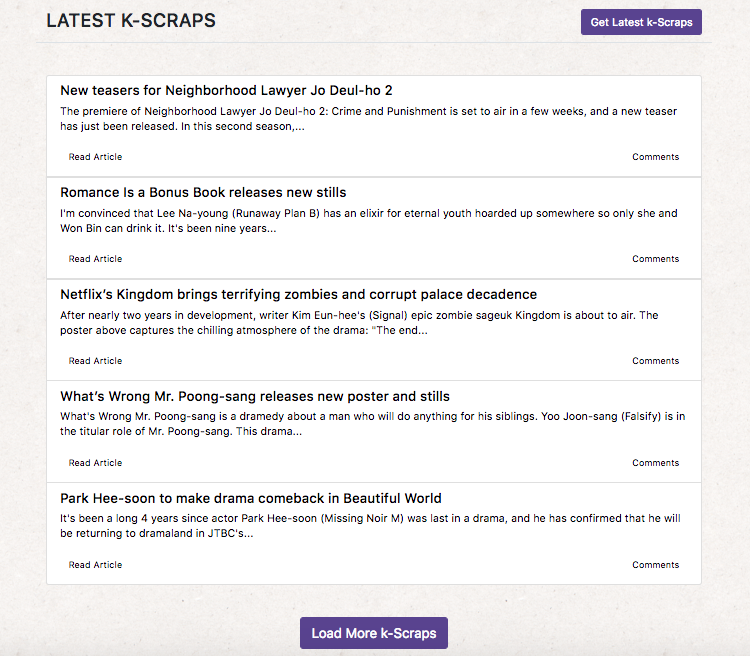 LATEST K-SCRAPS
Get Latest k-Scraps
New teasers for Neighborhood Lawyer Jo Deul-ho 2
The premiere of Neighborhood Lawyer Jo Deul-ho 2: Crime and Punishment is set to air in a few weeks, and a new teaser
has just been released. In this second season,...
Read Article
Comments
Romance Is a Bonus Book releases new stills
I'm convinced that Lee Na-young (Runaway Plan B) has an elixir for eternal youth hoarded up somewhere so only she and
Won Bin can drink it. It's been nine years...
Read Article
Comments
Netflix’s Kingdom brings terrifying zombies and corrupt palace decadence
After nearly two years in development, writer Kim Eun-hee's (Signal) epic zombie sageuk Kingdom is about to air. The
poster above captures the chilling atmosphere of the drama: "The end...
Read Article
Comments
What’s Wrong Mr. Poong-sang releases new poster and stills
What's Wrong Mr. Poong-sang is a dramedy about a man who will do anything for his siblings. Yoo Joon-sang (Falsify) is in
the titular role of Mr. Poong-sang. This drama...
Read Article
Comments
Park Hee-soon to make drama comeback in Beautiful World
It's been a long 4 years since actor Park Hee-soon (Missing Noir M) was last in a drama, and he has confirmed that he will
be returning to dramaland in JTBC's...
Read Article
Comments
Load More k-Scraps